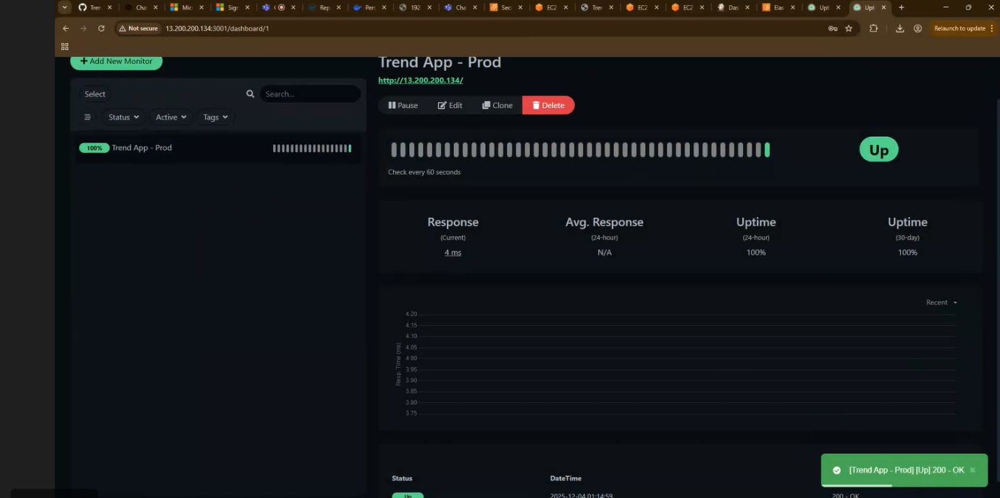 Tren
Cha
Mic
Sign
(
Rep
Pers
192
Cha
Sec
EC2
Tren
EC2
EC2
Das
Elas
Upt
Upt
Not secure 13.200.200.134:3001/dashboard/1
Relaunch to update
+ Add New Monitor
Select
Search...
Status
Active
Tags
100% Trend App - Prod
Trend App - Prod
http://13.200.200.134/
Pause
Edit
Clone
Delete
Up
Check every 60 seconds
Response
(Current)
4 ms
Avg. Response
(24-hour)
N/A
Uptime
(24-hour)
100%
Uptime
(30-day)
100%
Recent
Resp. Time (ms)
4.20
4.15
4.10
4.05
4.00
3.95
3.90
3.85
3.80
3.75
Status
DateTime
Up
2025-12-04 01:14:59
200 - OK
[Trend App - Prod] [Up] 200 - OK